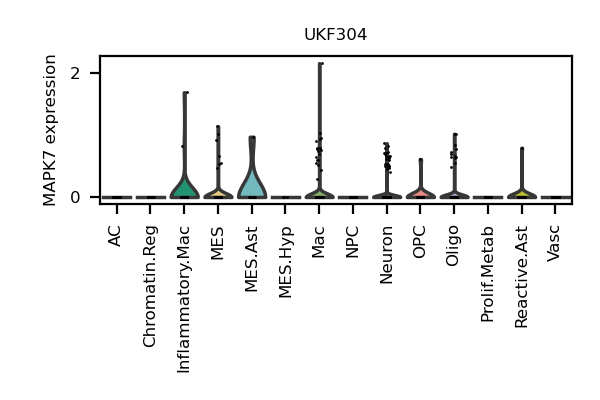 UKF304
MAPK7 expression
2
0
AC
Chromatin.Reg
Inflammatory.Mac
MES
MES.Ast
MES.Hyp
Mac
NPC
Neuron
OPC
Oligo
Prolif.Metab
Reactive.Ast
Vasc